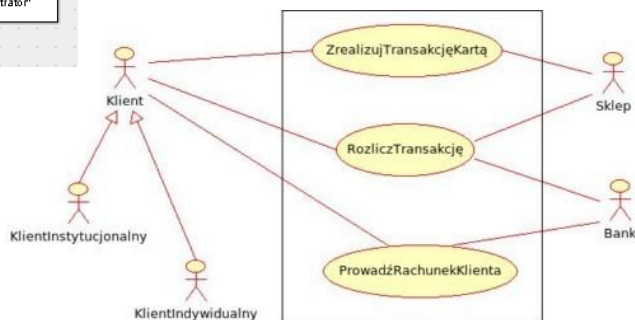 ZrealizujTransakcjęKartą
Klient
Sklep
RozliczTransakcję
KlientInstytucjonalny
Bank
ProwadźRachunekKlienta
KlientIndywidualny